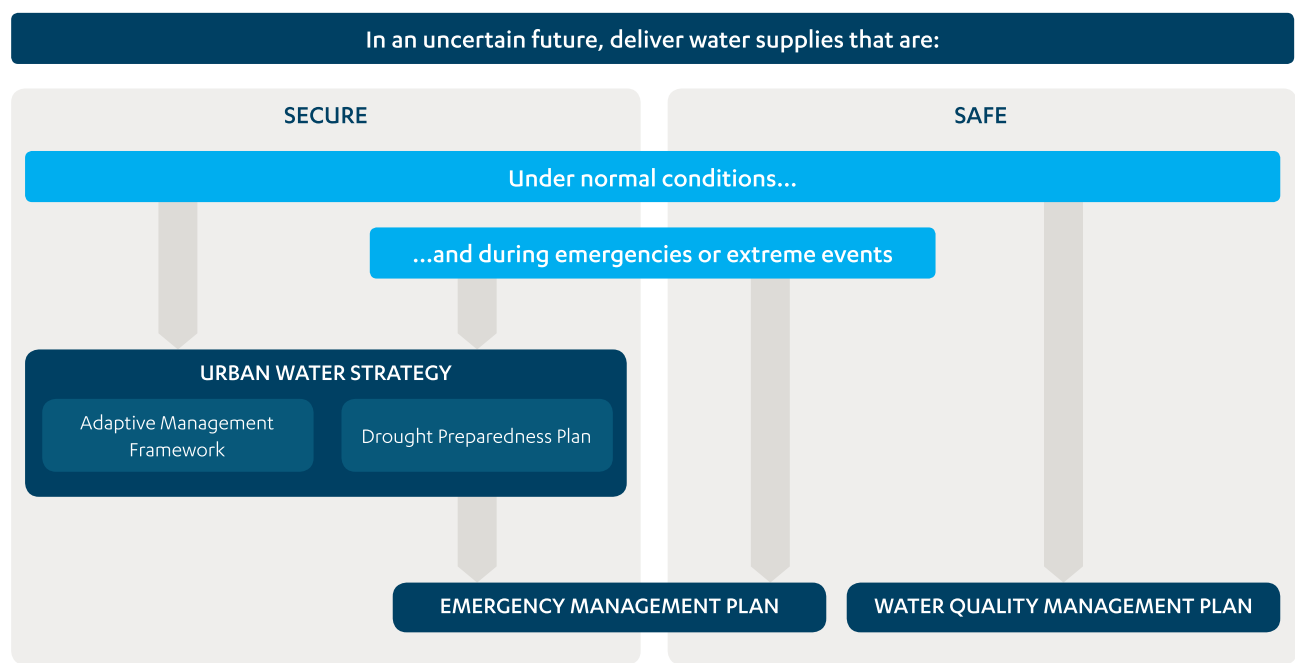 In an uncertain future, deliver water supplies that are:
SECURE
SAFE
Under normal conditions...
...and during emergencies or extreme events
URBAN WATER STRATEGY
Adaptive Management
Framework
Drought Preparedness Plan
EMERGENCY MANAGEMENT PLAN
WATER QUALITY MANAGEMENT PLAN